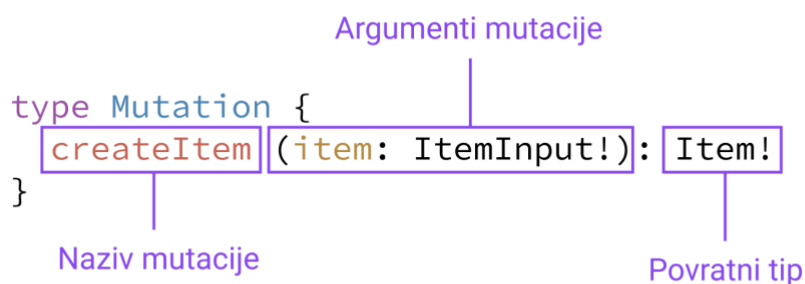 Argumenti mutacije
type Mutation {
createItem (item: ItemInput!): Item!
}
Naziv mutacije
Povratni tip